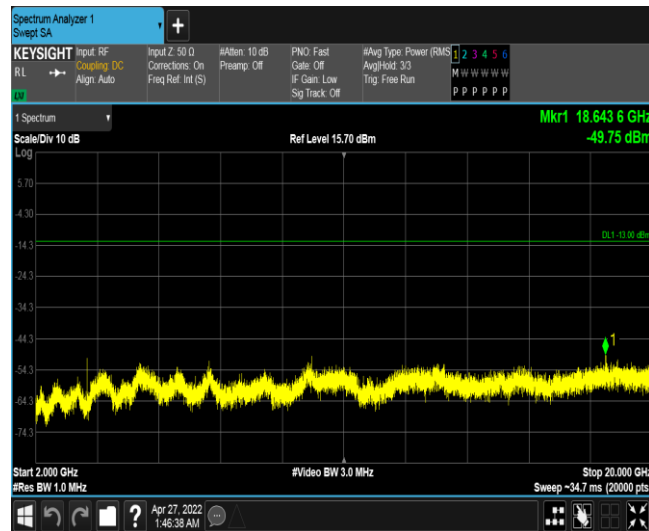 Spectrum Analyzer 1
Swept SA
KEYSIGHT
RL
LXI
Input: RF
Coupling: DC
Align: Auto
Input Z: 50 Ω
Corrections: On
Freq Ref: Int (S)
#Atten: 10 dB
Preamp: Off
PNO: Fast
Gate: Off
IF Gain: Low
Sig Track: Off
#Avg Type: Power (RMS
Avg|Hold: 3/3
Trig: Free Run
1 2 3 4 5 6
M W W W W W
P P P P P P
1 Spectrum
Scale/Div 10 dB
Log
Ref Level 15.70 dBm
Mkr1 18.643 6 GHz
-49.75 dBm
5.70
-4.30
-14.3
-24.3
-34.3
-44.3
-54.3
-64.3
-74.3
DL1 -13.00 dBm
1
Start 2.000 GHz
#Res BW 1.0 MHz
#Video BW 3.0 MHz
Stop 20.000 GHz
Sweep ~34.7 ms (20000 pts)
?
Apr 27, 2022
1:46:38 AM